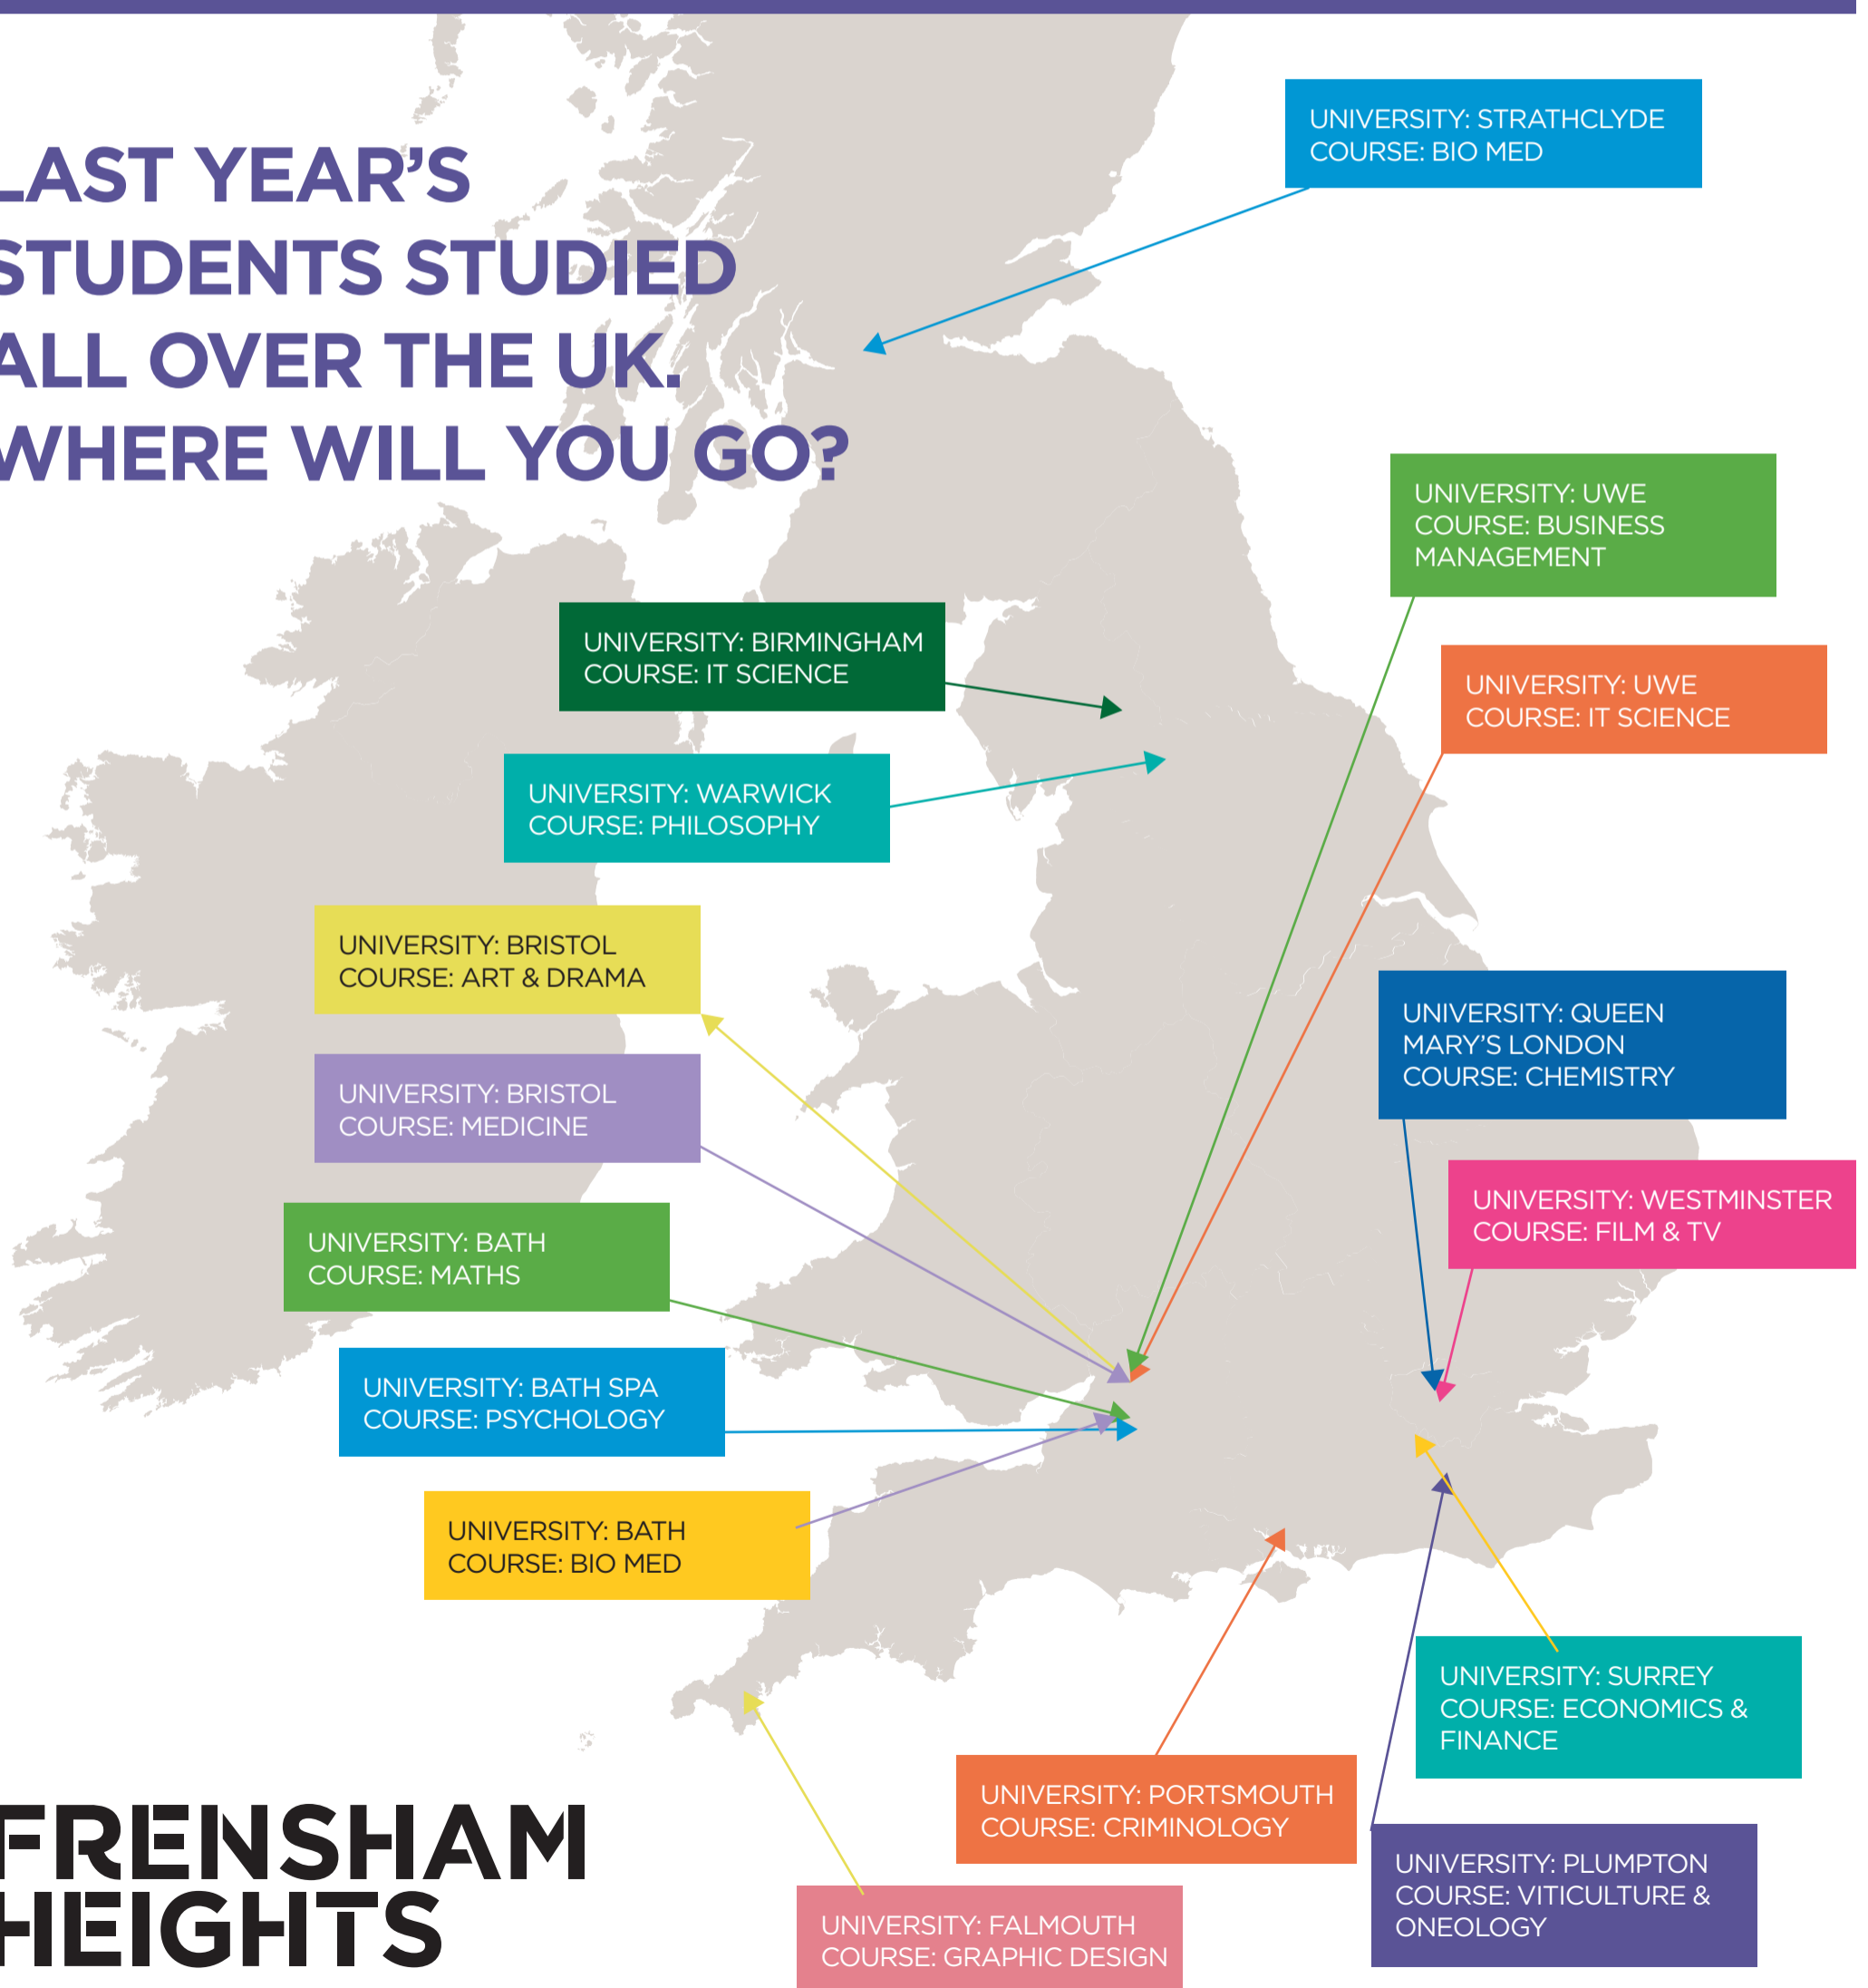 LAST YEAR'S
STUDENTS STUDIED
ALL OVER THE UK.
WHERE WILL YOU GO?
UNIVERSITY: STRATHCLYDE
COURSE: BIO MED
UNIVERSITY: UWE
COURSE: BUSINESS
MANAGEMENT
UNIVERSITY: BIRMINGHAM
COURSE: IT SCIENCE
UNIVERSITY: UWE
COURSE: IT SCIENCE
UNIVERSITY: WARWICK
COURSE: PHILOSOPHY
UNIVERSITY: BRISTOL
COURSE: ART & DRAMA
UNIVERSITY: QUEEN
MARY'S LONDON
COURSE: CHEMISTRY
UNIVERSITY: BRISTOL
COURSE: MEDICINE
UNIVERSITY: WESTMINSTER
COURSE: FILM & TV
UNIVERSITY: BATH
COURSE: MATHS
UNIVERSITY: BATH SPA
COURSE: PSYCHOLOGY
UNIVERSITY: BATH
COURSE: BIO MED
UNIVERSITY: SURREY
COURSE: ECONOMICS &
FINANCE
UNIVERSITY: PORTSMOUTH
COURSE: CRIMINOLOGY
UNIVERSITY: PLUMPTON
COURSE: VITICULTURE &
ONEOLOGY
UNIVERSITY: FALMOUTH
COURSE: GRAPHIC DESIGN
FRENSHAM
HEIGHTS